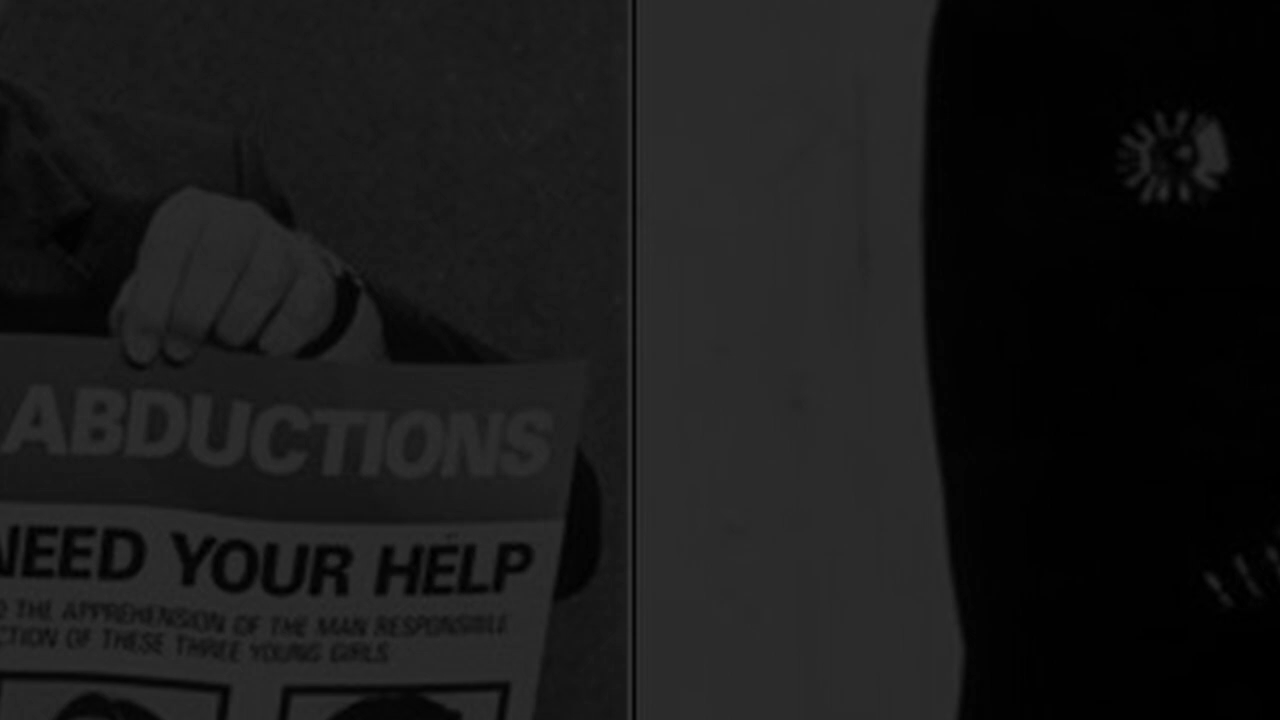 ABDUCTIONS
NEED YOUR HELP
THE APPREHENSION OF THE MAN RESPONSIBLE
CTION OF THESE THREE YOUNG GIRLS